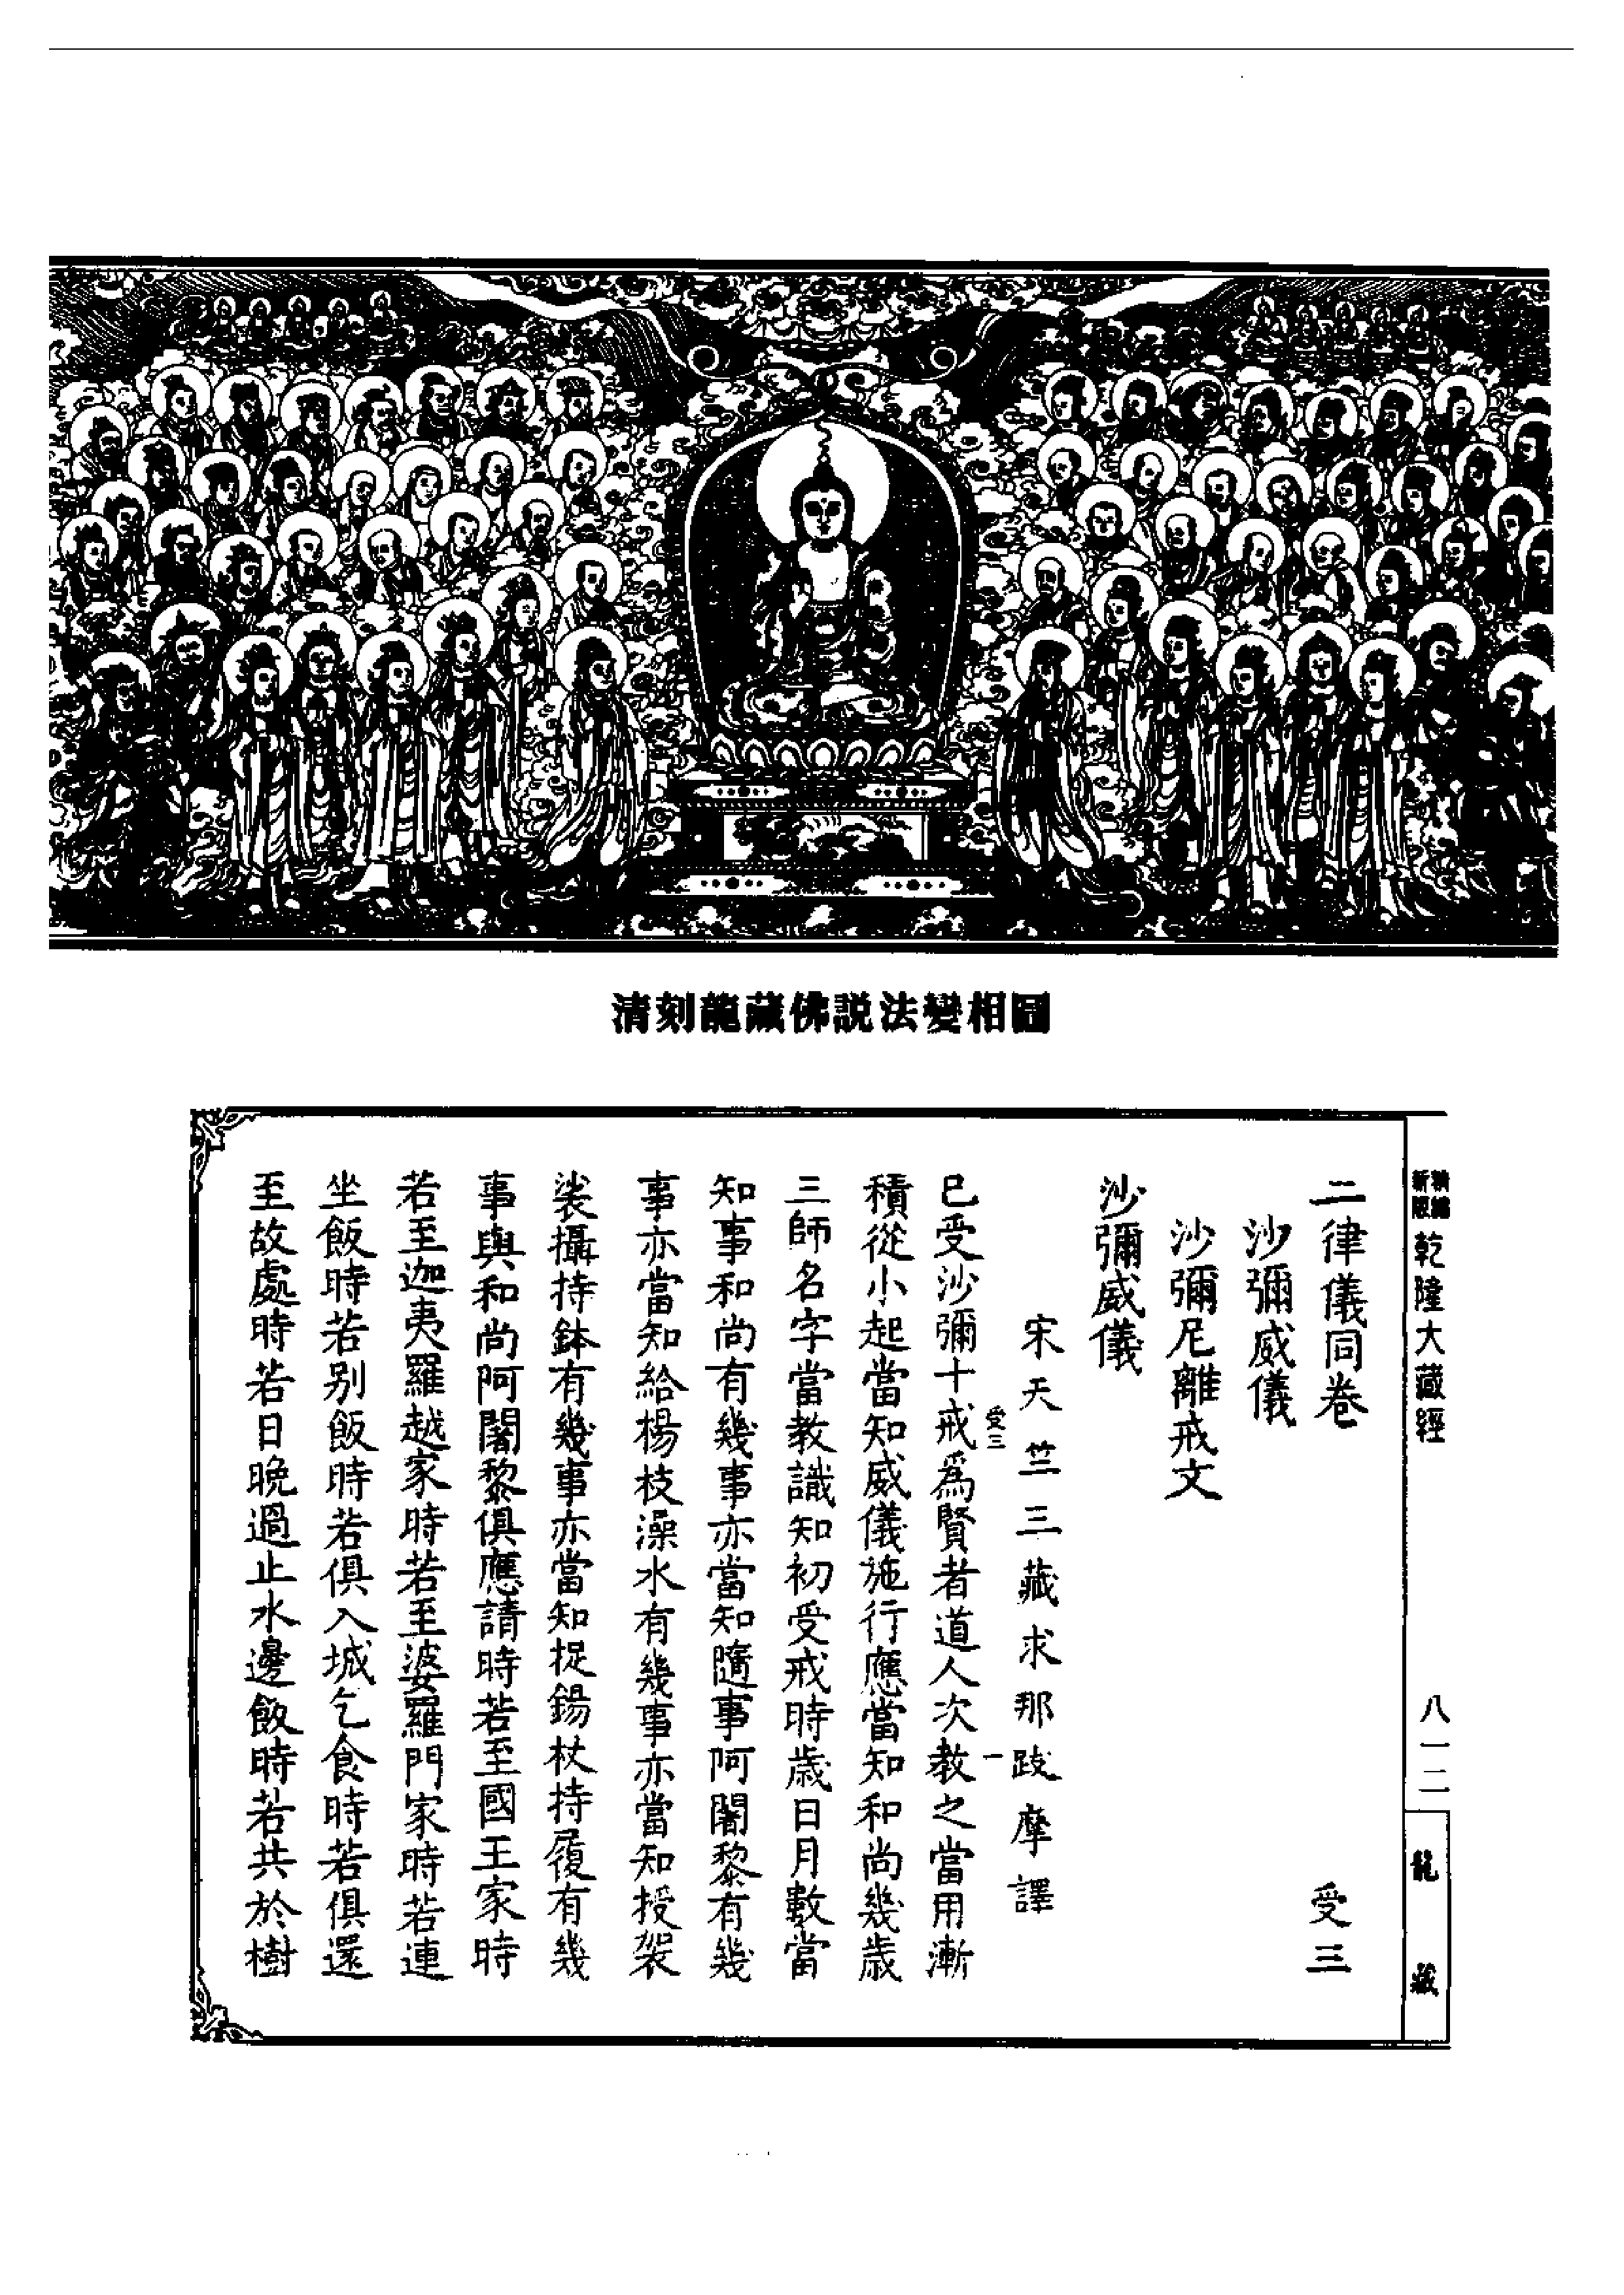 清刻龍藏佛説法變相圖
新版精縮乾隆大藏經
八一二
龍藏
二律儀同卷 受三
沙彌威儀
沙彌尼離戒文
沙彌威儀
宋天竺三藏求那跋摩譯
受三 一
已受沙彌十戒為賢者道人次教之當用漸
積從小起當知威儀施行應當知和尚幾歲
三師名字當教識知初受戒時歲日月數當
知事和尚有幾事亦當知隨事阿闍黎有幾
事亦當知給楊枝澡水有幾事亦當知授袈
裟攝持鉢有幾事亦當知捉錫杖持履有幾
事與和尚阿闍黎俱應請時若至國王家時
若至迦夷羅越家時若至婆羅門家時若連
坐飯時若別飯時若俱入城乞食時若俱還
至故處時若日晚過止水邊飯時若共於樹